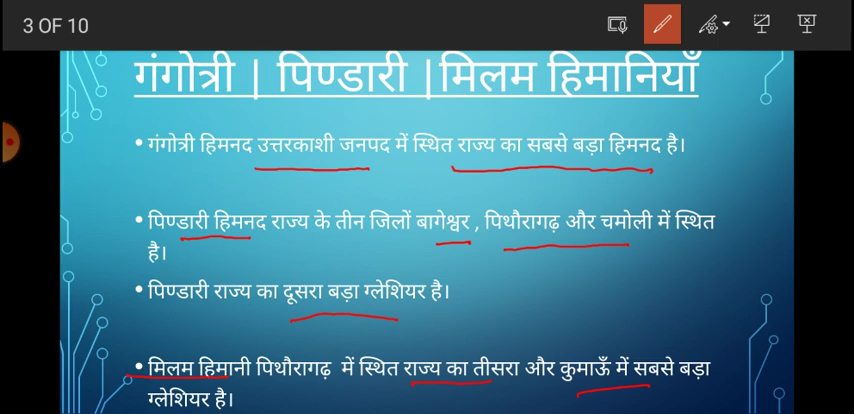 3 OF 10
गंगोत्री | पिण्डारी |मिलम हिमानियाँ
• गंगोत्री हिमनद उत्तरकाशी जनपद में स्थित राज्य का सबसे बड़ा हिमनद है।
• पिण्डारी हिमनद राज्य के तीन जिलों बागेश्वर , पिथौरागढ़ और चमोली में स्थित
है।
• पिण्डारी राज्य का दूसरा बड़ा ग्लेशियर है।
• मिलम हिमानी पिथौरागढ़ में स्थित राज्य का तीसरा और कुमाऊँ में सबसे बड़ा
ग्लेशियर है।